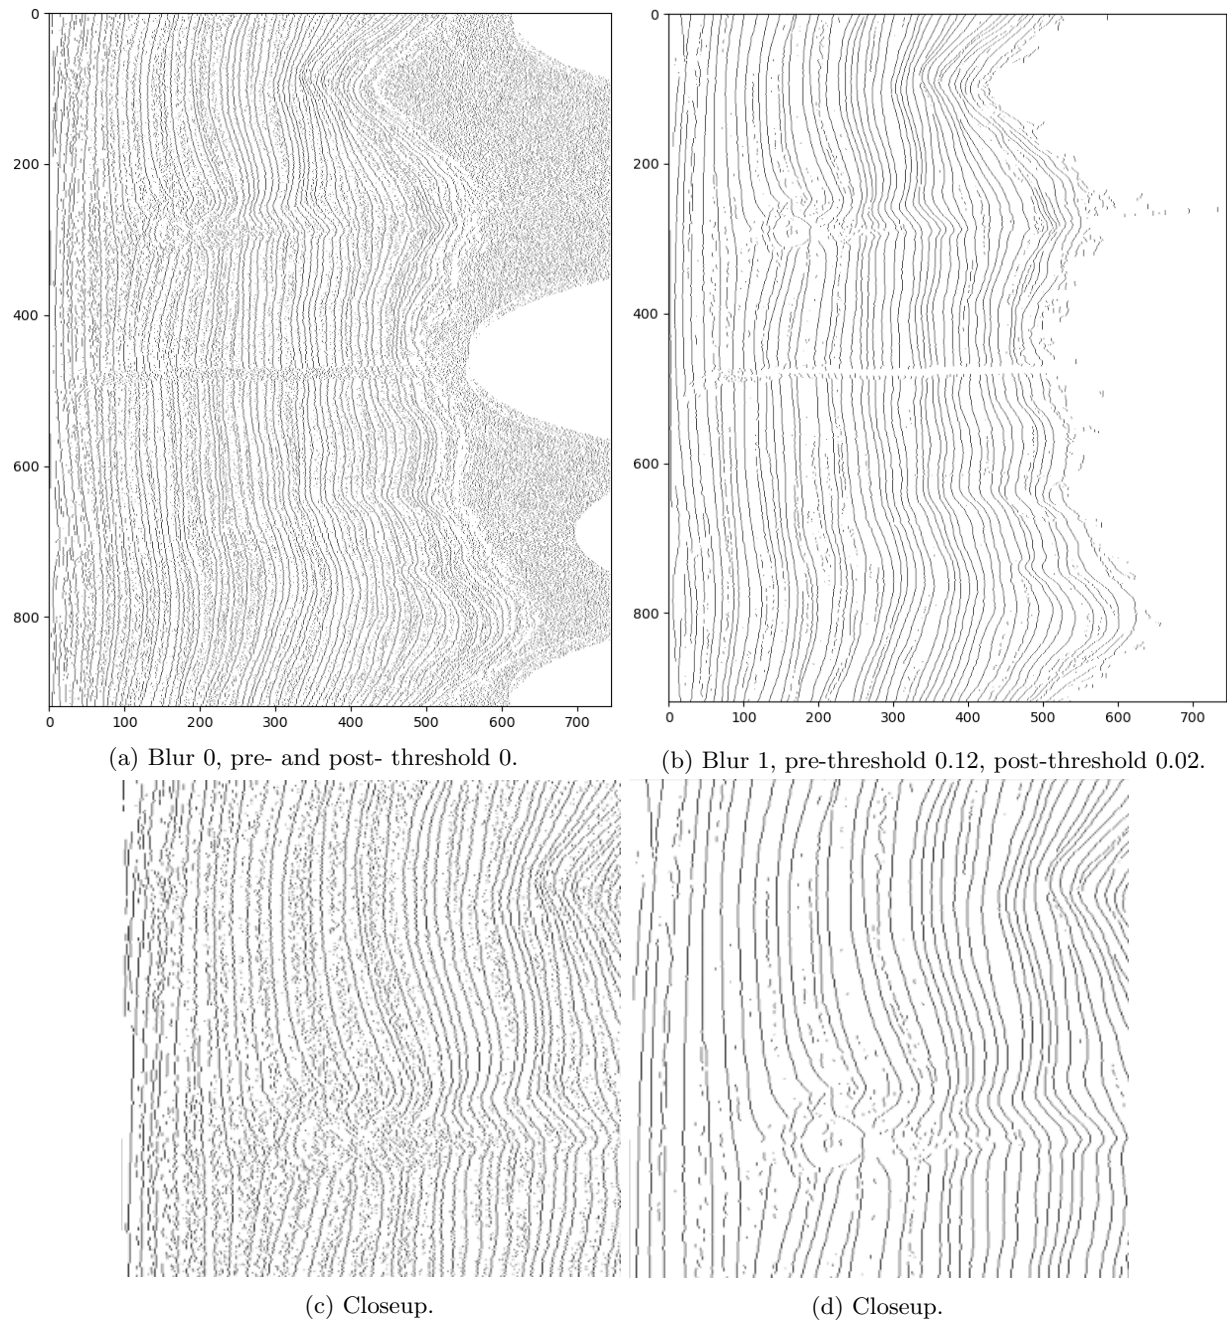 0
200
400
600
800
0 100 200 300 400 500 600 700
(a) Blur 0, pre- and post- threshold 0.
0
200
400
600
800
0 100 200 300 400 500 600 700
(b) Blur 1, pre-threshold 0.12, post-threshold 0.02.
(c) Closeup.
(d) Closeup.